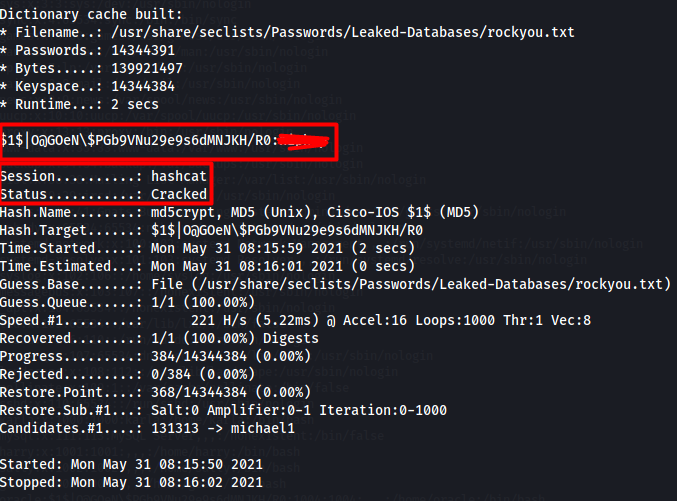 Dictionary cache built:
* Filename..: /usr/share/seclists/Passwords/Leaked-Databases/rockyou.txt
* Passwords.: 14344391
* Bytes.....: 139921497
* Keyspace..: 14344384
* Runtime...: 2 secs
$1$|O@GOeN\$PGb9VNu29e9s6dMNJKH/R0:
Session..........: hashcat
Status...........: Cracked
Hash.Name........: md5crypt, MD5 (Unix), Cisco-IOS $1$ (MD5)
Hash.Target......: $1$|O@GOeN\$PGb9VNu29e9s6dMNJKH/R0
Time.Started.....: Mon May 31 08:15:59 2021 (2 secs)
Time.Estimated...: Mon May 31 08:16:01 2021 (0 secs)
Guess.Base.......: File (/usr/share/seclists/Passwords/Leaked-Databases/rockyou.txt)
Guess.Queue......: 1/1 (100.00%)
Speed.#1.........:      221 H/s (5.22ms) @ Accel:16 Loops:1000 Thr:1 Vec:8
Recovered........: 1/1 (100.00%) Digests
Progress.........: 384/14344384 (0.00%)
Rejected.........: 0/384 (0.00%)
Restore.Point....: 368/14344384 (0.00%)
Restore.Sub.#1...: Salt:0 Amplifier:0-1 Iteration:0-1000
Candidates.#1....: 131313 -> michael1
Started: Mon May 31 08:15:50 2021
Stopped: Mon May 31 08:16:02 2021